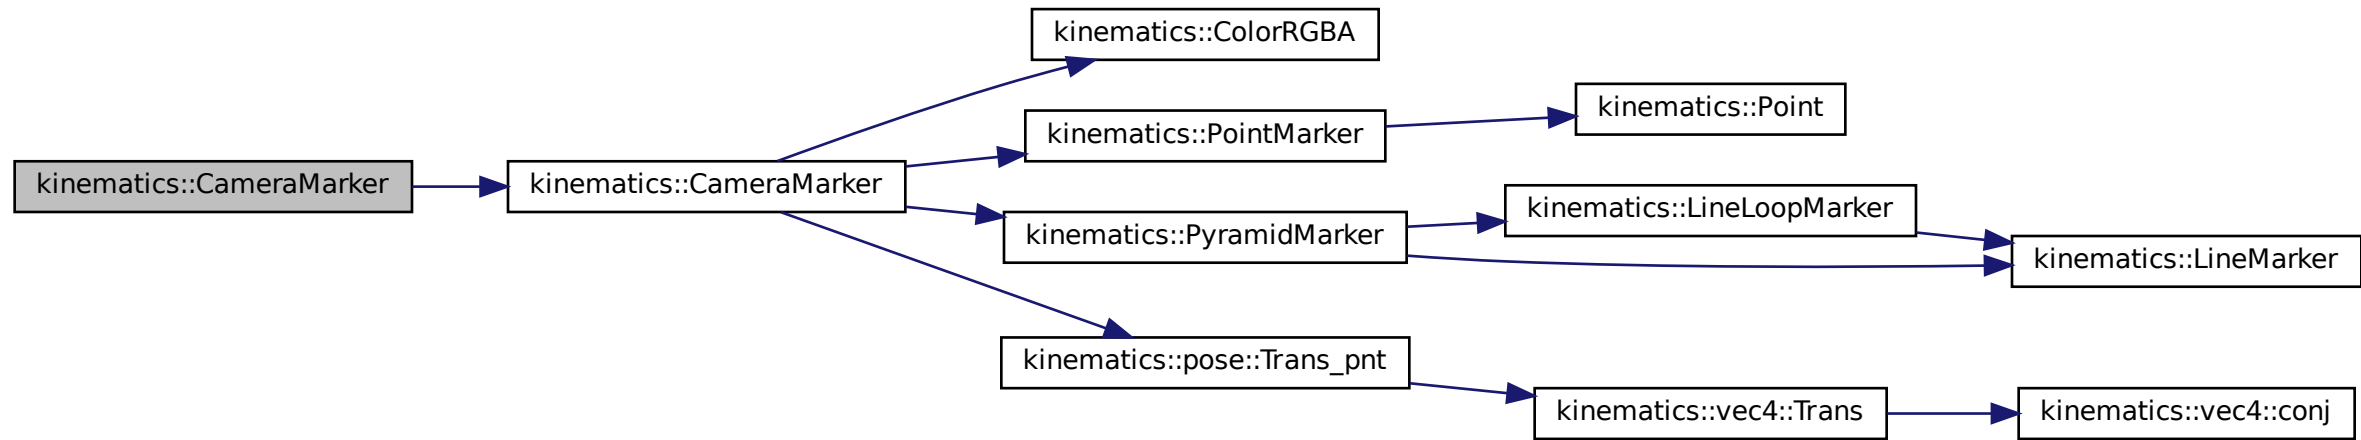 kinematics::CameraMarker
kinematics::CameraMarker
kinematics::ColorRGBA
kinematics::PointMarker
kinematics::Point
kinematics::PyramidMarker
kinematics::LineLoopMarker
kinematics::LineMarker
kinematics::pose::Trans_pnt
kinematics::vec4::Trans
kinematics::vec4::conj